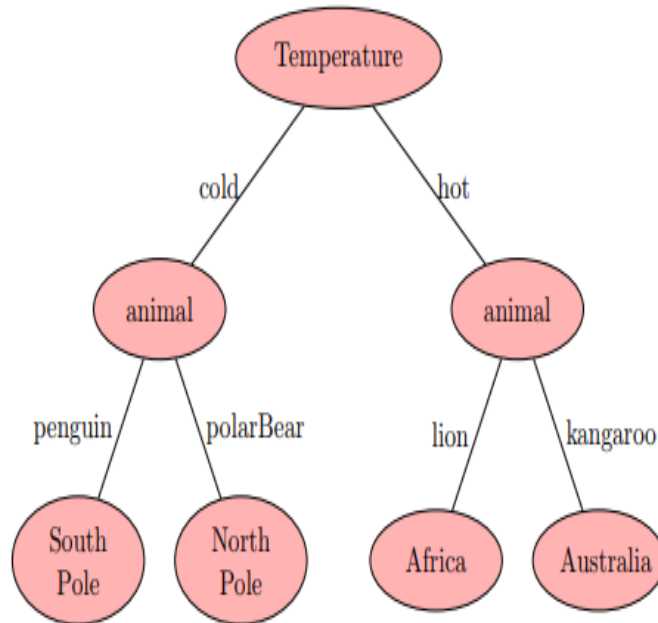 Temperature
cold
hot
animal
animal
penguin
polarBear
lion
kangaroo
South
Pole
North
Pole
Africa
Australia